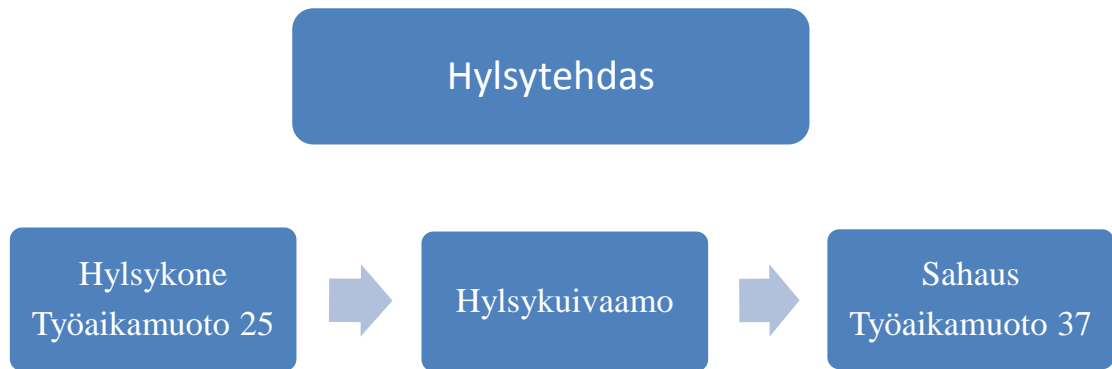 Hylsytehdas
Hylsykone
Työaikamuoto 25
Hylsykuivaamo
Sahaus
Työaikamuoto 37